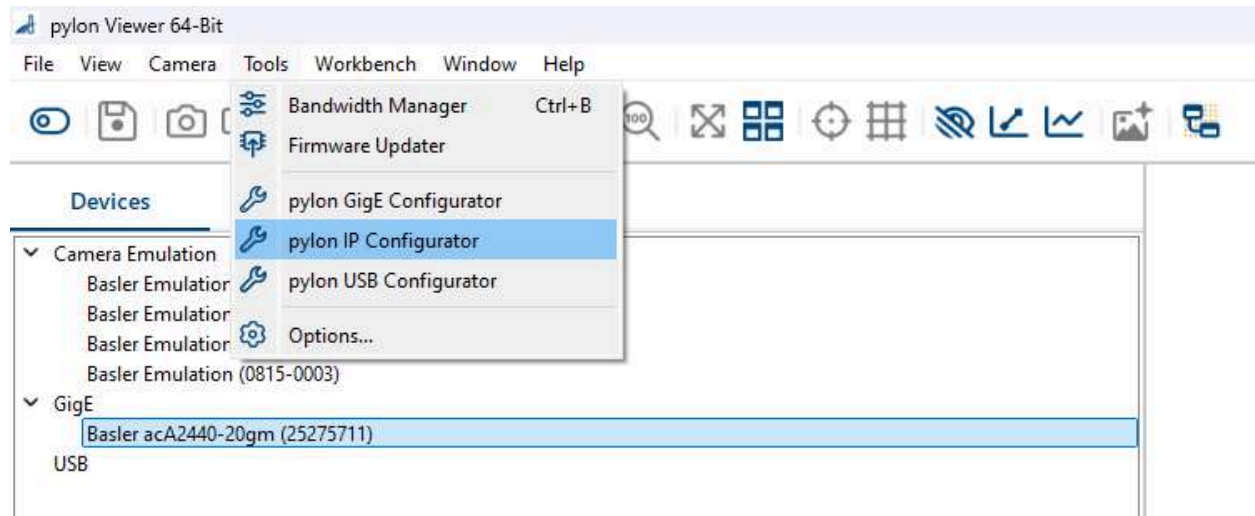 pylon Viewer 64-Bit
File View Camera Tools Workbench Window Help
Bandwidth Manager Ctrl+B
100
Firmware Updater
Devices
pylon GigE Configurator
pylon IP Configurator
pylon USB Configurator
Options...
Camera Emulation
Basler Emulation
Basler Emulation
Basler Emulation
Basler Emulation (0815-0003)
GigE
Basler acA2440-20gm (25275711)
USB